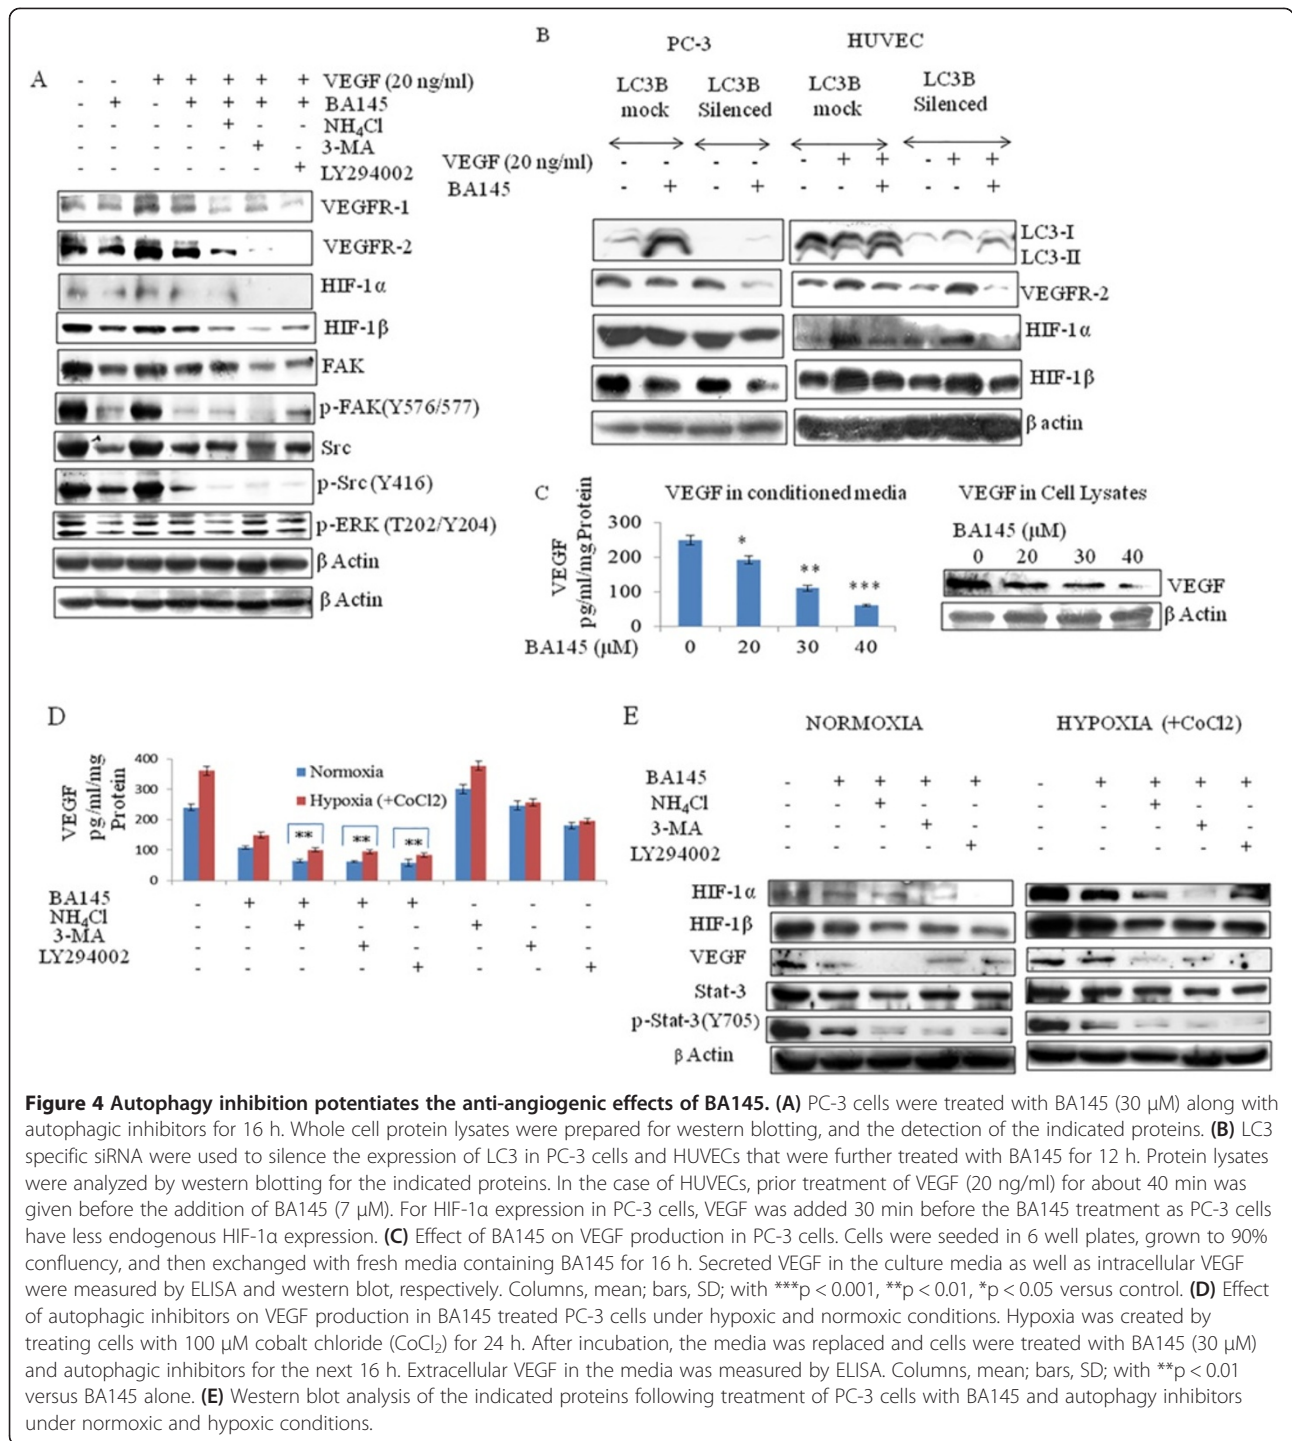 A
- - + + + + + VEGF (20 ng/ml)
- + - + + + + BA145
- - - - + - - NH₄Cl
- - - - - + - 3-MA
- - - - - - + LY294002
VEGFR-1
VEGFR-2
HIF-1α
HIF-1β
FAK
p-FAK(Y576/577)
Src
p-Src(Y416)
p-ERK (T202/Y204)
β Actin
β Actin
B
PC-3 HUVEC
LC3B mock LC3B Silenced LC3B mock LC3B Silenced
VEGF (20 ng/ml) - - - - - + + - + +
BA145 - + - + - - + - - +
LC3-I
LC3-II
VEGFR-2
HIF-1α
HIF-1β
β actin
C
VEGF in conditioned media
VEGF
pg/ml/mg Protein
300
200
100
0
* ** ***
BA145 (μM) 0 20 30 40
VEGF in Cell Lysates
BA145 (μM)
0 20 30 40
VEGF
β Actin
D
VEGF
pg/ml/mg
Protein
400
300
200
100
0
Normoxia
Hypoxia (+CoCl2)
** ** **
BA145 - + + + + - - -
NH₄Cl - - + - - + - -
3-MA - - - + - - + -
LY294002 - - - - + - - +
E
NORMOXIA HYPOXIA (+CoCl2)
BA145 - + + + + - + + + +
NH₄Cl - - + - - - - + - -
3-MA - - - + - - - - + -
LY294002 - - - - + - - - - +
HIF-1α
HIF-1β
VEGF
Stat-3
p-Stat-3(Y705)
β Actin
Figure 4 Autophagy inhibition potentiates the anti-angiogenic effects of BA145. (A) PC-3 cells were treated with BA145 (30 μM) along with
autophagic inhibitors for 16 h. Whole cell protein lysates were prepared for western blotting, and the detection of the indicated proteins. (B) LC3
specific siRNA were used to silence the expression of LC3 in PC-3 cells and HUVECs that were further treated with BA145 for 12 h. Protein lysates
were analyzed by western blotting for the indicated proteins. In the case of HUVECs, prior treatment of VEGF (20 ng/ml) for about 40 min was
given before the addition of BA145 (7 μM). For HIF-1α expression in PC-3 cells, VEGF was added 30 min before the BA145 treatment as PC-3 cells
have less endogenous HIF-1α expression. (C) Effect of BA145 on VEGF production in PC-3 cells. Cells were seeded in 6 well plates, grown to 90%
confluency, and then exchanged with fresh media containing BA145 for 16 h. Secreted VEGF in the culture media as well as intracellular VEGF
were measured by ELISA and western blot, respectively. Columns, mean; bars, SD; with ***p < 0.001, **p < 0.01, *p < 0.05 versus control. (D) Effect
of autophagic inhibitors on VEGF production in BA145 treated PC-3 cells under hypoxic and normoxic conditions. Hypoxia was created by
treating cells with 100 μM cobalt chloride (CoCl₂) for 24 h. After incubation, the media was replaced and cells were treated with BA145 (30 μM)
and autophagic inhibitors for the next 16 h. Extracellular VEGF in the media was measured by ELISA. Columns, mean; bars, SD; with **p < 0.01
versus BA145 alone. (E) Western blot analysis of the indicated proteins following treatment of PC-3 cells with BA145 and autophagy inhibitors
under normoxic and hypoxic conditions.